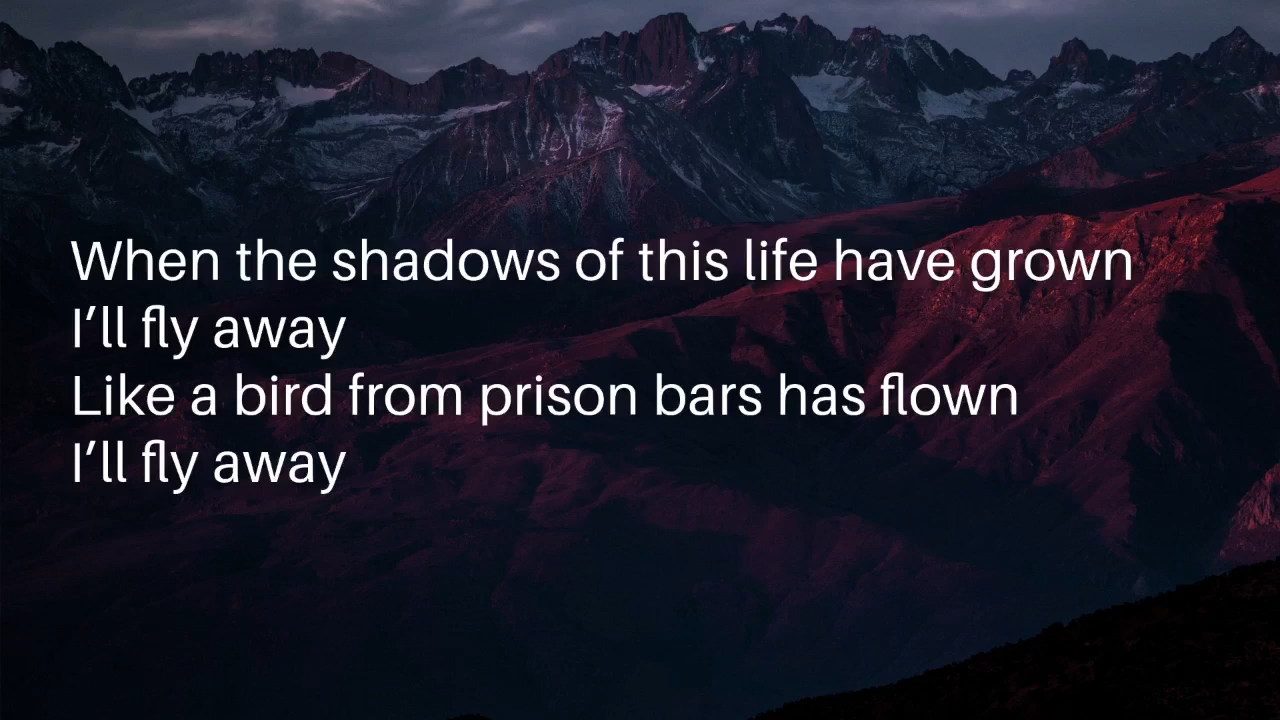 When the shadows of this life have grown
I’ll fly away
Like a bird from prison bars has flown
I’ll fly away